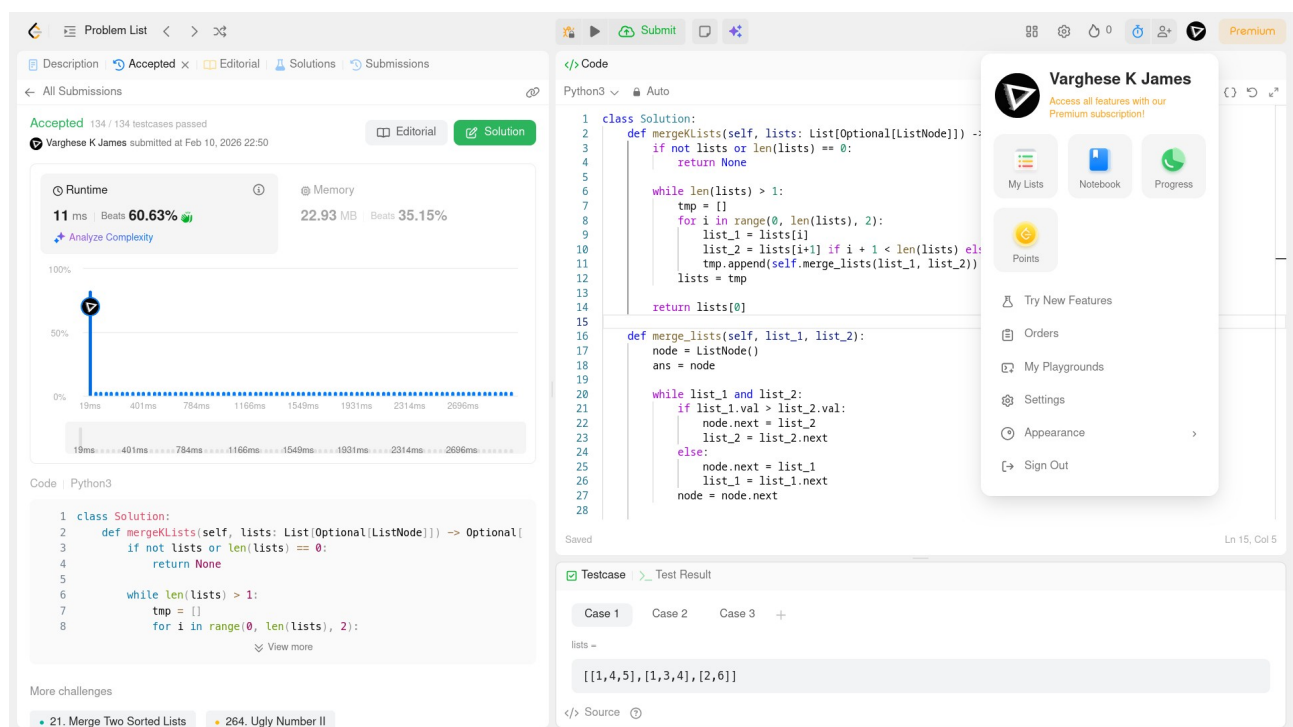 Problem List
Submit
0
Premium
Description
Accepted
Editorial
Solutions
Submissions
All Submissions
Accepted 134 / 134 testcases passed
Varghese K James submitted at Feb 10, 2026 22:50
Editorial
Solution
Runtime
11 ms Beats 60.63%
Analyze Complexity
Memory
22.93 MB Beats 35.15%
100%
50%
0%
19ms 401ms 784ms 1166ms 1549ms 1931ms 2314ms 2696ms
19ms 401ms 784ms 1166ms 1549ms 1931ms 2314ms 2696ms
Code Python3
1 class Solution:
2 def mergeKLists(self, lists: List[Optional[ListNode]]) -> Optional[
3 if not lists or len(lists) == 0:
4 return None
5
6 while len(lists) > 1:
7 tmp = []
8 for i in range(0, len(lists), 2):
View more
More challenges
21. Merge Two Sorted Lists
264. Ugly Number II
</> Code
Python3 Auto
1 class Solution:
2 def mergeKLists(self, lists: List[Optional[ListNode]]) ->
3 if not lists or len(lists) == 0:
4 return None
5
6 while len(lists) > 1:
7 tmp = []
8 for i in range(0, len(lists), 2):
9 list_1 = lists[i]
10 list_2 = lists[i+1] if i + 1 < len(lists) els
11 tmp.append(self.merge_lists(list_1, list_2))
12 lists = tmp
13
14 return lists[0]
15
16 def merge_lists(self, list_1, list_2):
17 node = ListNode()
18 ans = node
19
20 while list_1 and list_2:
21 if list_1.val > list_2.val:
22 node.next = list_2
23 list_2 = list_2.next
24 else:
25 node.next = list_1
26 list_1 = list_1.next
27 node = node.next
28
Saved
Ln 15, Col 5
Varghese K James
Access all features with our
Premium subscription!
My Lists
Notebook
Progress
Points
Try New Features
Orders
My Playgrounds
Settings
Appearance
Sign Out
Testcase
>_ Test Result
Case 1 Case 2 Case 3 +
lists =
[[1,4,5],[1,3,4],[2,6]]
</> Source